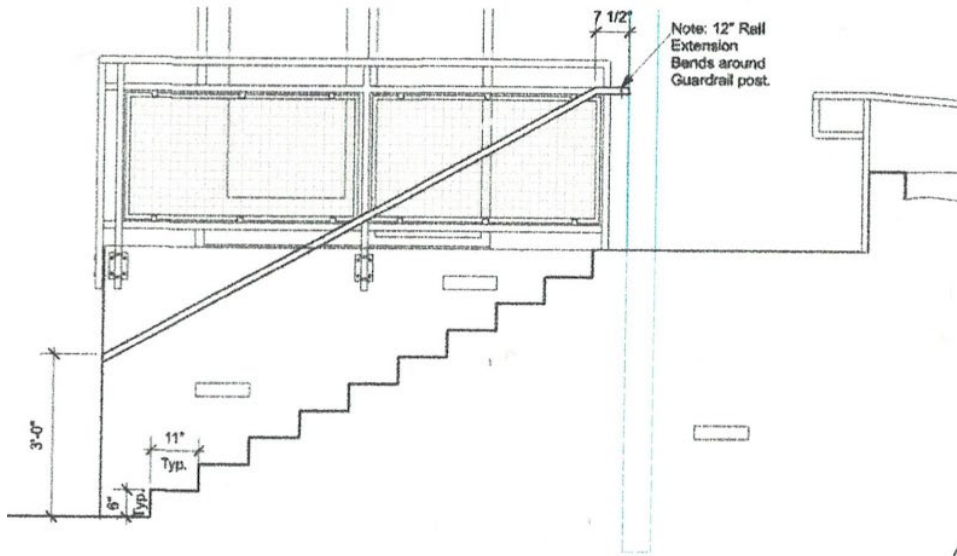 7 1/2"
Note: 12" Rail
Extension
Bends around
Guardrail post.
3'-0"
11"
Typ.
6"
Typ.